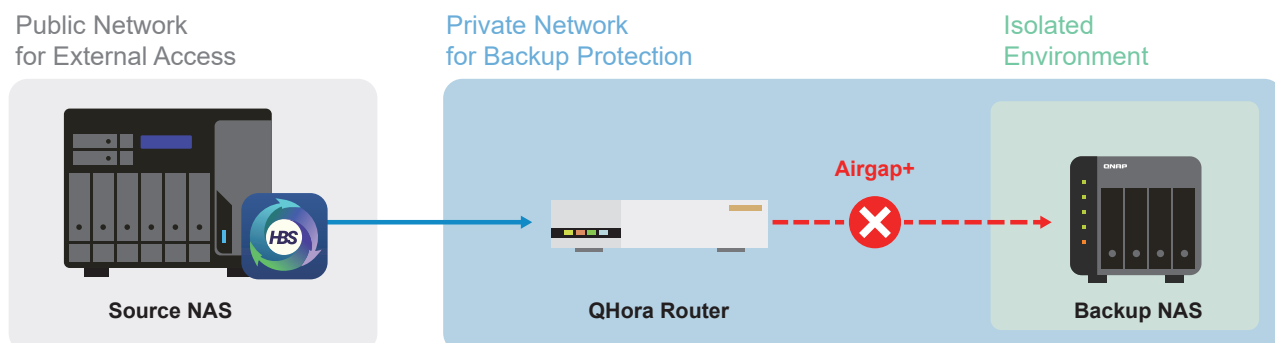 Public Network
for External Access
Private Network
for Backup Protection
Isolated
Environment
HBS
Airgap+
QNAP
Source NAS
QHora Router
Backup NAS